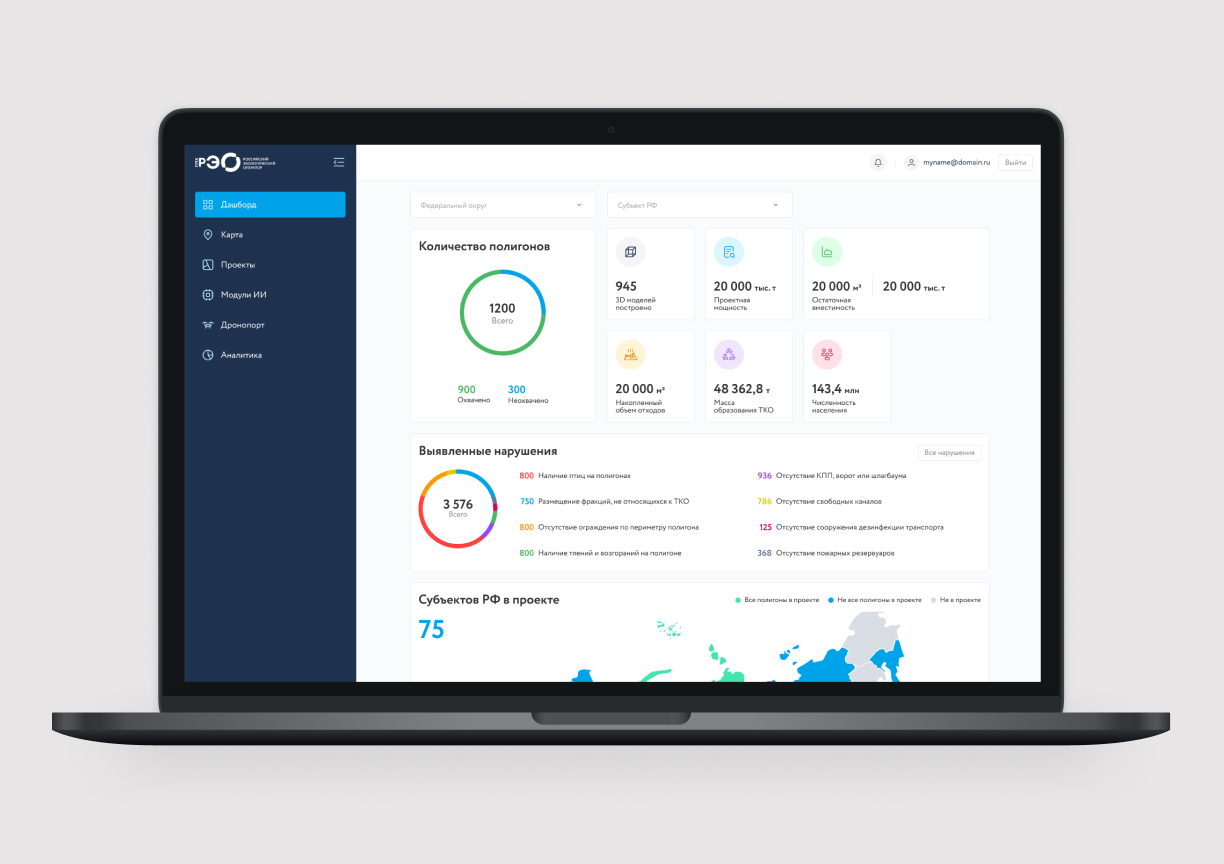 ППК
РЭО
РОССИЙСКИЙ
ЭКОЛОГИЧЕСКИЙ
ОПЕРАТОР
myname@domain.ru
Выйти
Дашборд
Карта
Проекты
Модули ИИ
Дронопорт
Аналитика
Федеральный округ
Субъект РФ
Количество полигонов
1200
Всего
900
Охвачено
300
Неохвачено
945
3D моделей
построено
20 000 тыс. т
Проектная
мощность
20 000 м³
20 000 тыс. т
Остаточная
вместимость
20 000 м³
Накопленный
объем отходов
48 362,8 т
Масса
образования ТКО
143,4 млн
Численность
населения
Выявленные нарушения
Все нарушения
3 576
Всего
800 Наличие птиц на полигонах
750 Размещение фракций, не относящихся к ТКО
800 Отсутствие ограждения по периметру полигона
800 Наличие тлений и возгораний на полигоне
936 Отсутствие КПП, ворот или шлагбаума
786 Отсутствие свободных каналов
125 Отсутствие сооружения дезинфекции транспорта
368 Отсутствие пожарных резервуаров
Субъектов РФ в проекте
Все полигоны в проекте
Не все полигоны в проекте
Не в проекте
75